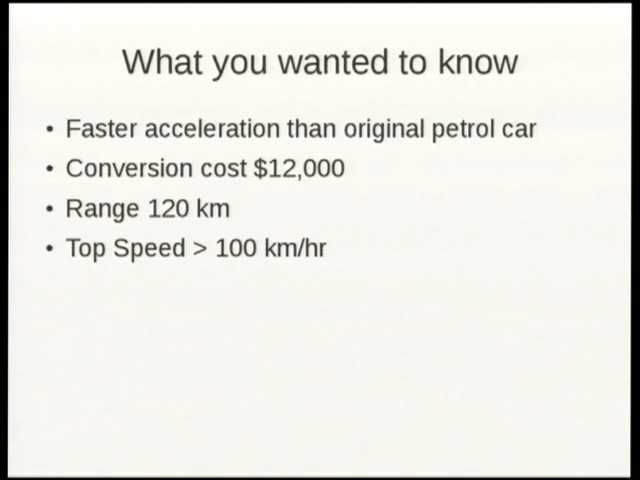 What you wanted to know
• Faster acceleration than original petrol car
• Conversion cost $12,000
• Range 120 km
• Top Speed > 100 km/hr